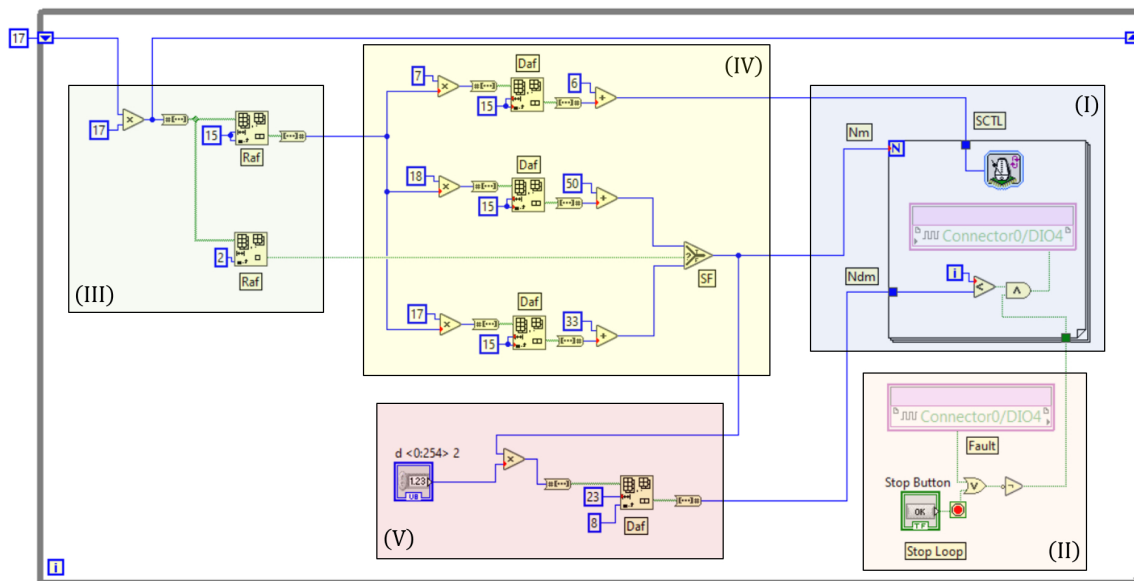 17
17
×
15
Raf
2
Raf
(III)
(IV)
Daf
7
×
15
6
+
Daf
18
×
15
50
+
SF
Daf
17
×
15
33
+
(I)
SCTL
Nm
N
Connector0/DIO4
Ndm
i
<
∧
d <0:254> 2
1.23
U8
×
23
8
Daf
(V)
Connector0/DIO4
Fault
Stop Button
OK
TF
Stop Loop
∨
¬
(II)
i